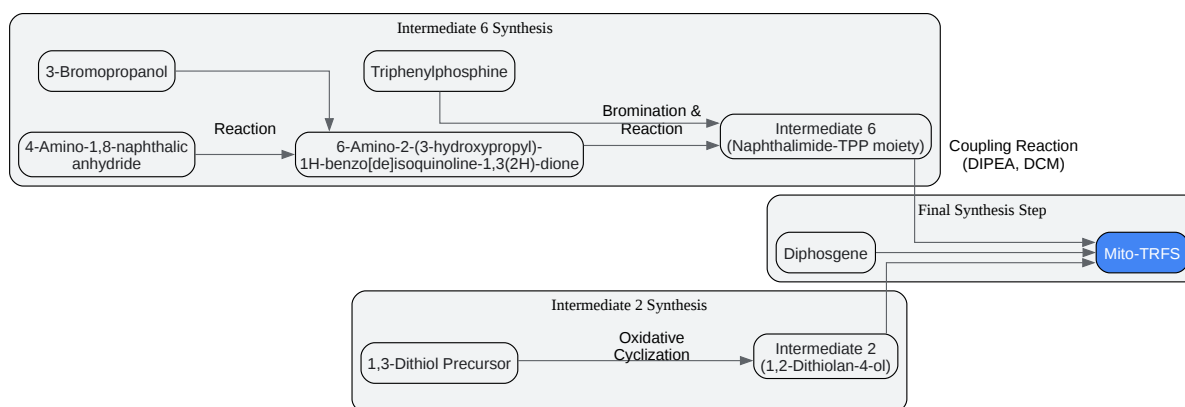 Intermediate 6 Synthesis
3-Bromopropanol
Triphenylphosphine
Reaction
Bromination &
Reaction
4-Amino-1,8-naphthalic
anhydride
6-Amino-2-(3-hydroxypropyl)-
1H-benzo[de]isoquinoline-1,3(2H)-dione
Intermediate 6
(Naphthalimide-TPP moiety)
Coupling Reaction
(DIPEA, DCM)
Final Synthesis Step
Diphosgene
Mito-TRFS
Intermediate 2 Synthesis
1,3-Dithiol Precursor
Oxidative
Cyclization
Intermediate 2
(1,2-Dithiolan-4-ol)